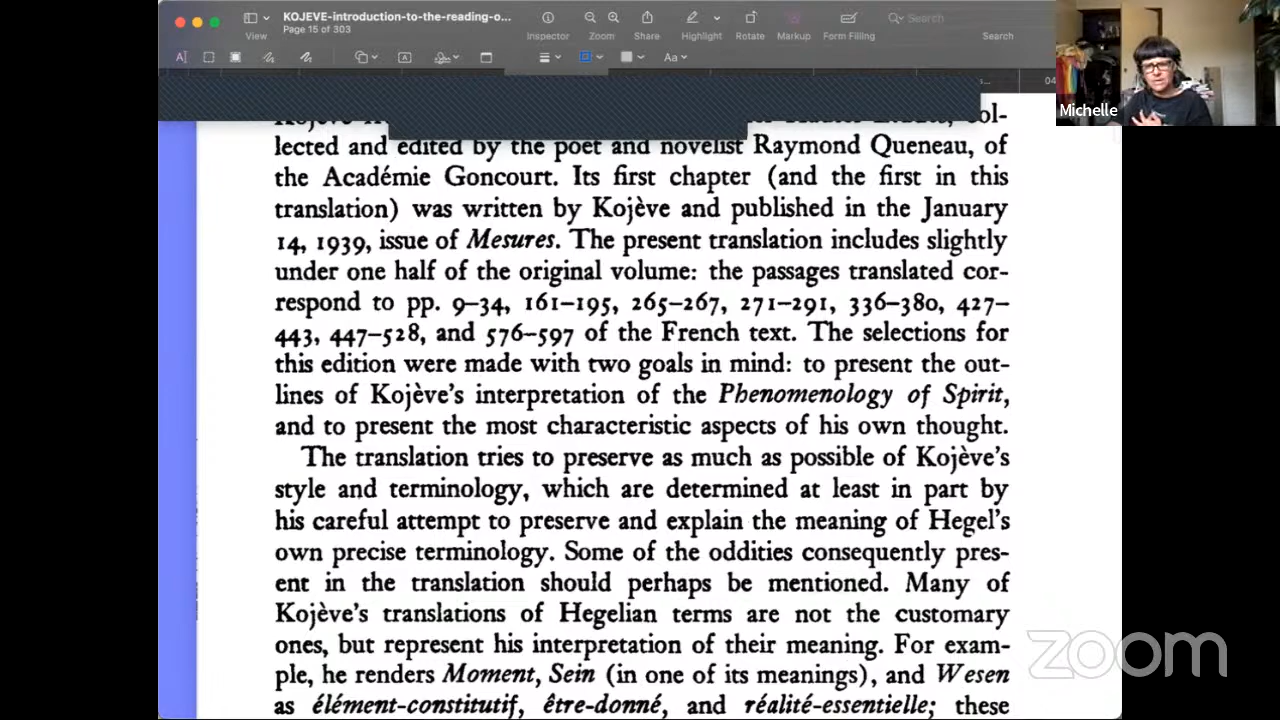 KOJEVE-introduction-to-the-reading-o...
Page 15 of 303
View
Inspector
Zoom
Share
Highlight
Rotate
Markup
Form Filling
Search
Search
Aa
Michelle
lected and edited by the poet and novelist Raymond Queneau, of
the Académie Goncourt. Its first chapter (and the first in this
translation) was written by Kojève and published in the January
14, 1939, issue of Mesures. The present translation includes slightly
under one half of the original volume: the passages translated cor-
respond to pp. 9–34, 161–195, 265–267, 271–291, 336–380, 427–
443, 447–528, and 576–597 of the French text. The selections for
this edition were made with two goals in mind: to present the out-
lines of Kojève's interpretation of the Phenomenology of Spirit,
and to present the most characteristic aspects of his own thought.
The translation tries to preserve as much as possible of Kojève's
style and terminology, which are determined at least in part by
his careful attempt to preserve and explain the meaning of Hegel's
own precise terminology. Some of the oddities consequently pres-
ent in the translation should perhaps be mentioned. Many of
Kojève's translations of Hegelian terms are not the customary
ones, but represent his interpretation of their meaning. For exam-
ple, he renders Moment, Sein (in one of its meanings), and Wesen
as élément-constitutif, être-donné, and réalité-essentielle; these
zoom